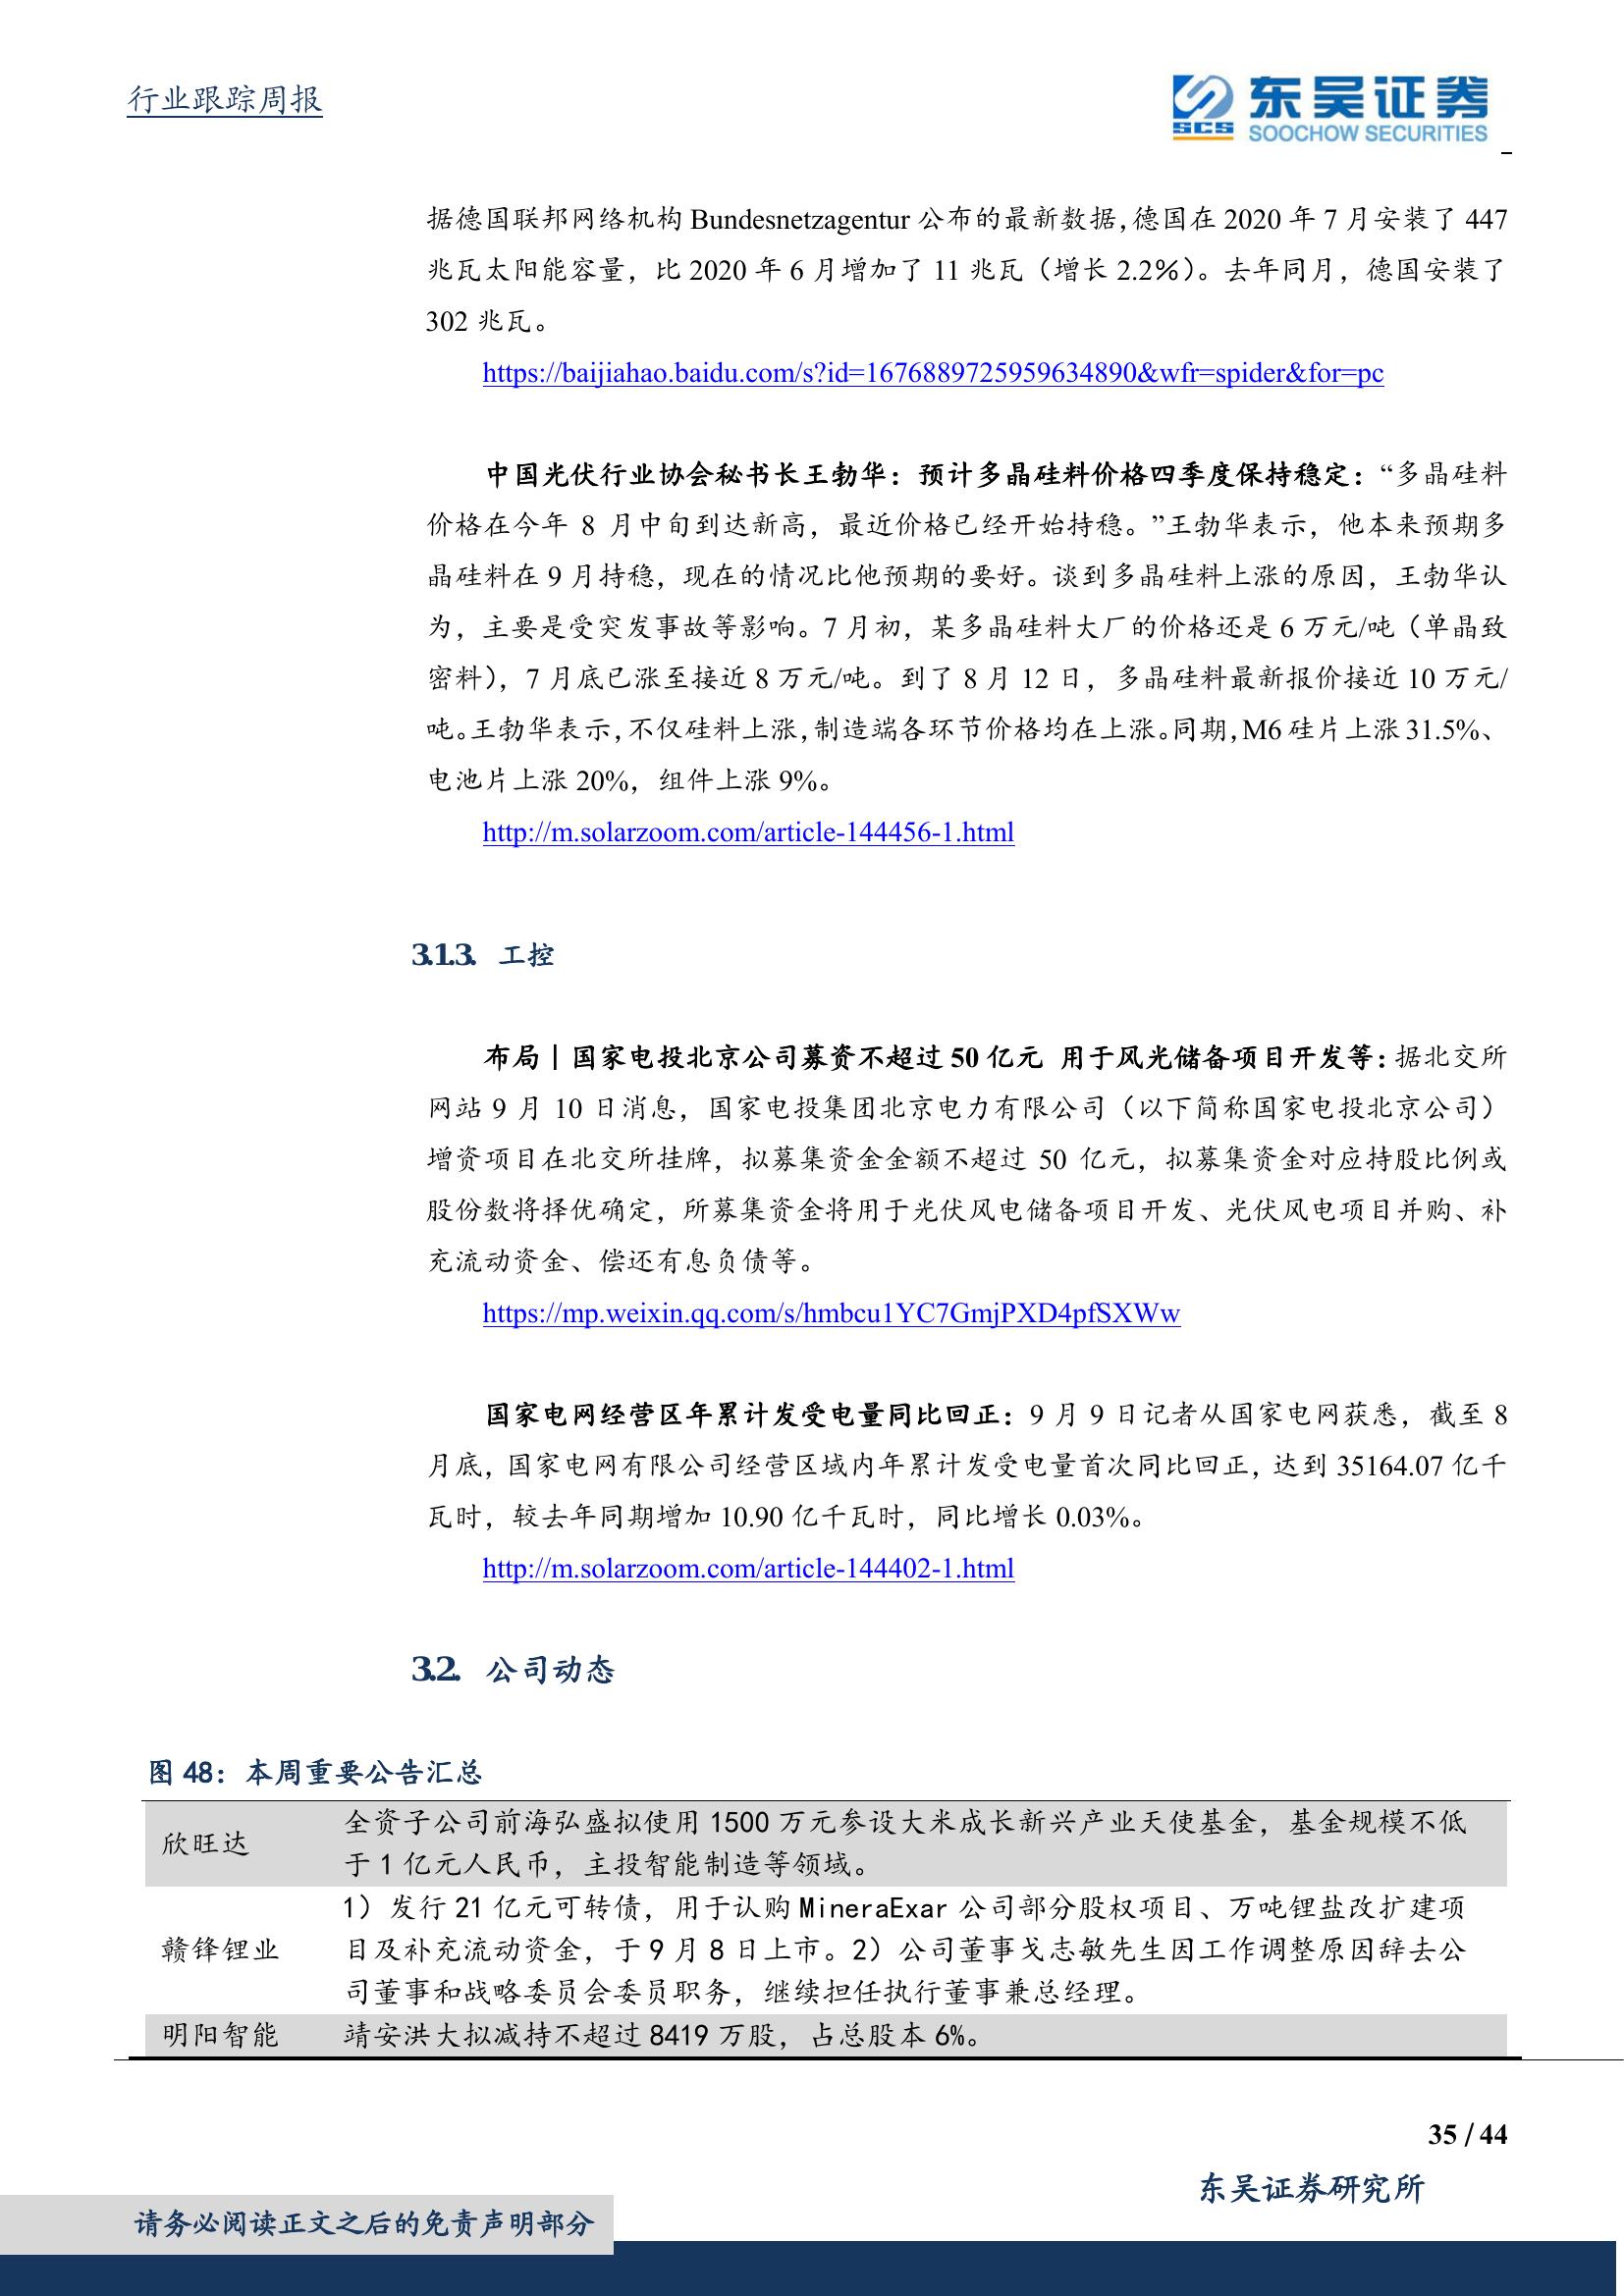 行业跟踪周报
SCS
东吴证券
SOOCHOW SECURITIES
据德国联邦网络机构 Bundesnetzagentur 公布的最新数据，德国在 2020 年 7 月安装了 447
兆瓦太阳能容量，比 2020 年 6 月增加了 11 兆瓦（增长 2.2%）。去年同月，德国安装了
302 兆瓦。
https://baijiahao.baidu.com/s?id=1676889725959634890&wfr=spider&for=pc
中国光伏行业协会秘书长王勃华：预计多晶硅料价格四季度保持稳定：“多晶硅料
价格在今年 8 月中旬到达新高，最近价格已经开始持稳。”王勃华表示，他本来预期多
晶硅料在 9 月持稳，现在的情况比他预期的要好。谈到多晶硅料上涨的原因，王勃华认
为，主要是受突发事故等影响。7 月初，某多晶硅料大厂的价格还是 6 万元/吨（单晶致
密料），7 月底已涨至接近 8 万元/吨。到了 8 月 12 日，多晶硅料最新报价接近 10 万元/
吨。王勃华表示，不仅硅料上涨，制造端各环节价格均在上涨。同期，M6 硅片上涨 31.5%、
电池片上涨 20%，组件上涨 9%。
http://m.solarzoom.com/article-144456-1.html
3.1.3. 工控
布局｜国家电投北京公司募资不超过 50 亿元 用于风光储备项目开发等：据北交所
网站 9 月 10 日消息，国家电投集团北京电力有限公司（以下简称国家电投北京公司）
增资项目在北交所挂牌，拟募集资金金额不超过 50 亿元，拟募集资金对应持股比例或
股份数将择优确定，所募集资金将用于光伏风电储备项目开发、光伏风电项目并购、补
充流动资金、偿还有息负债等。
https://mp.weixin.qq.com/s/hmbcu1YC7GmjPXD4pfSXWw
国家电网经营区年累计发受电量同比回正：9 月 9 日记者从国家电网获悉，截至 8
月底，国家电网有限公司经营区域内年累计发受电量首次同比回正，达到 35164.07 亿千
瓦时，较去年同期增加 10.90 亿千瓦时，同比增长 0.03%。
http://m.solarzoom.com/article-144402-1.html
3.2. 公司动态
图 48：本周重要公告汇总
欣旺达
全资子公司前海弘盛拟使用 1500 万元参设大米成长新兴产业天使基金，基金规模不低
于 1 亿元人民币，主投智能制造等领域。
赣锋锂业
1）发行 21 亿元可转债，用于认购 MineraExar 公司部分股权项目、万吨锂盐改扩建项
目及补充流动资金，于 9 月 8 日上市。2）公司董事戈志敏先生因工作调整原因辞去公
司董事和战略委员会委员职务，继续担任执行董事兼总经理。
明阳智能
靖安洪大拟减持不超过 8419 万股，占总股本 6%。
35 / 44
东吴证券研究所
请务必阅读正文之后的免责声明部分